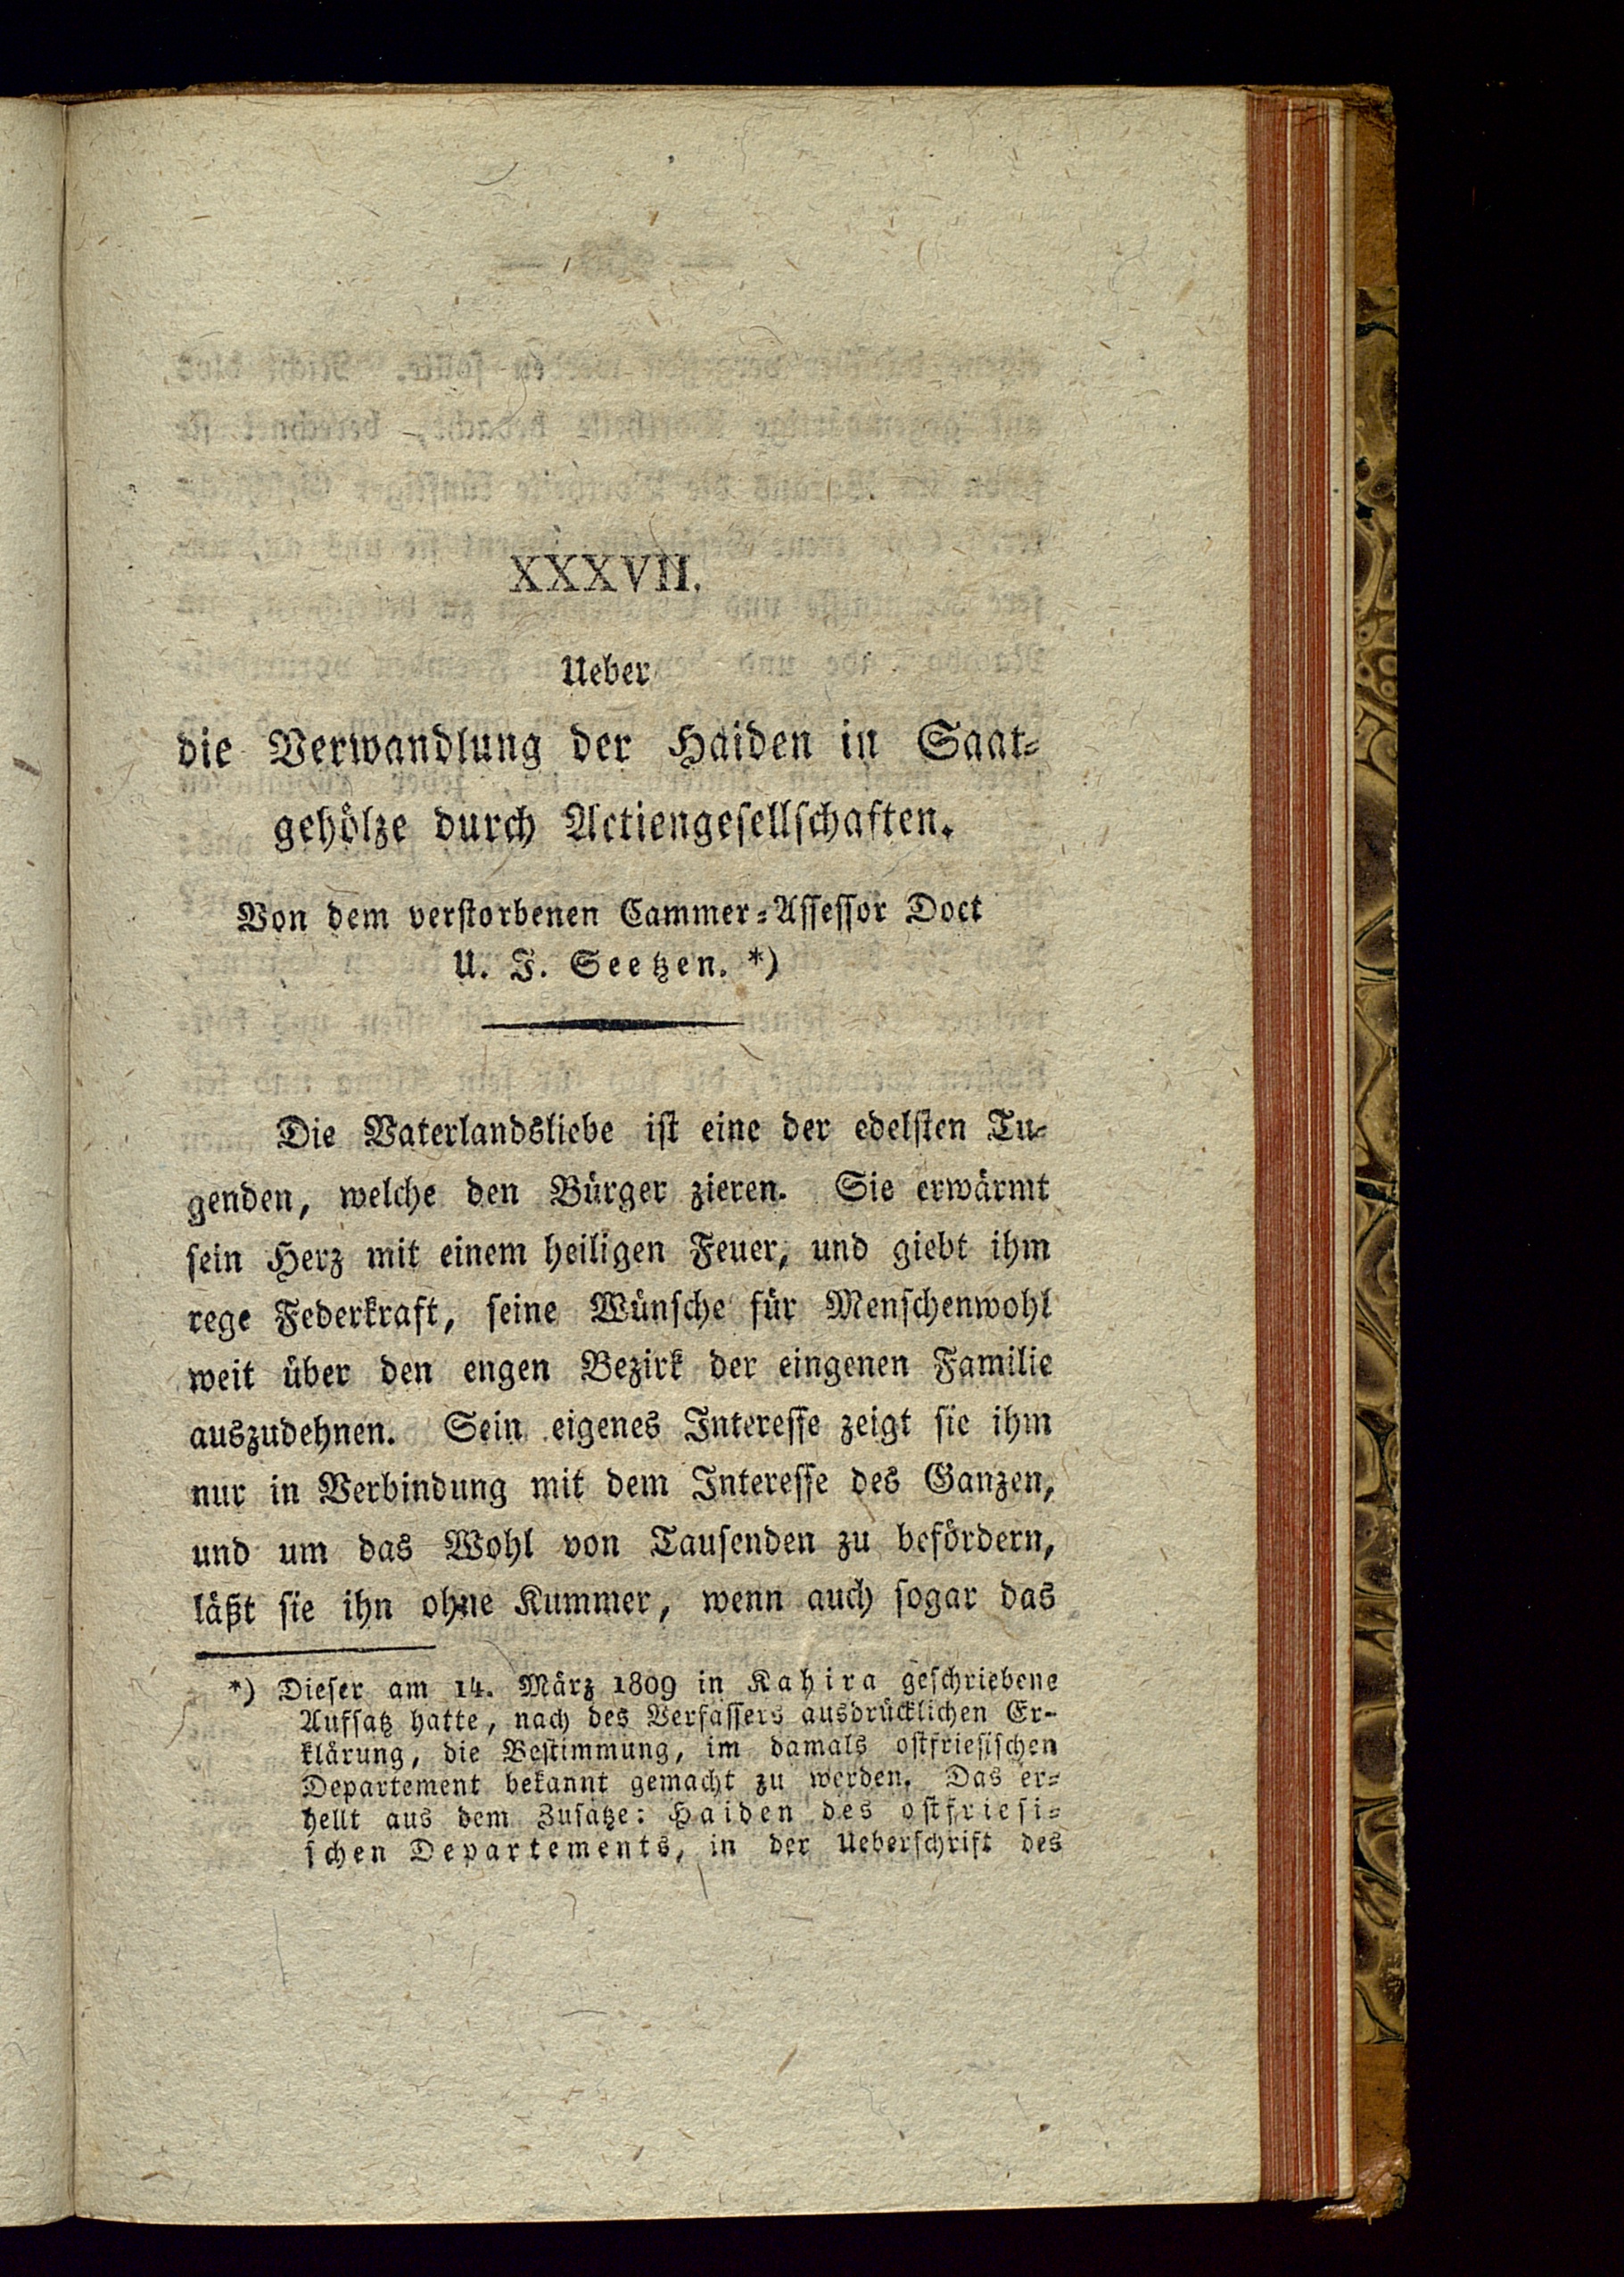 XXXVII.
Ueber
die Verwandlung der Haiden in Saat-
gehölze durch Actiengesellschaften.
Von dem verstorbenen Cammer-Assessor Doct
U. J. Seetzen. *)
Die Vaterlandsliebe ist eine der edelsten Tu-
genden, welche den Bürger zieren. Sie erwärmt
sein Herz mit einem heiligen Feuer, und giebt ihm
rege Federkraft, seine Wünsche für Menschenwohl
weit über den engen Bezirk der eingenen Familie
auszudehnen. Sein eigenes Interesse zeigt sie ihm
nur in Verbindung mit dem Interesse des Ganzen,
und um das Wohl von Tausenden zu befördern,
läßt sie ihn ohne Kummer, wenn auch sogar das
*) Dieser am 14. März 1809 in Kahira geschriebene
Aufsatz hatte, nach des Verfassers ausdrücklichen Er-
klärung, die Bestimmung, im damals ostfriesischen
Departement bekannt gemacht zu werden. Das er-
hellt aus dem Zusatze: Haiden des ostfriesi-
schen Departements, in der Ueberschrift des